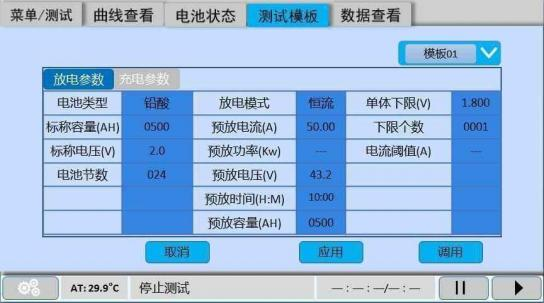 菜单/测试 曲线查看 电池状态 测试模板 数据查看
模板01
放电参数 充电参数
电池类型 铅酸 放电模式 恒流 单体下限(V) 1.800
标称容量(AH) 0500 预放电流(A) 50.00 下限个数 0001
标称电压(V) 2.0 预放功率(Kw) --- 电流阈值(A) ---
电池节数 024 预放电压(V) 43.2
预放时间(H:M) 10:00
预放容量(AH) 0500
取消 应用 调用
AT: 29.9°C 停止测试 --- : --- : ---/--- : ---